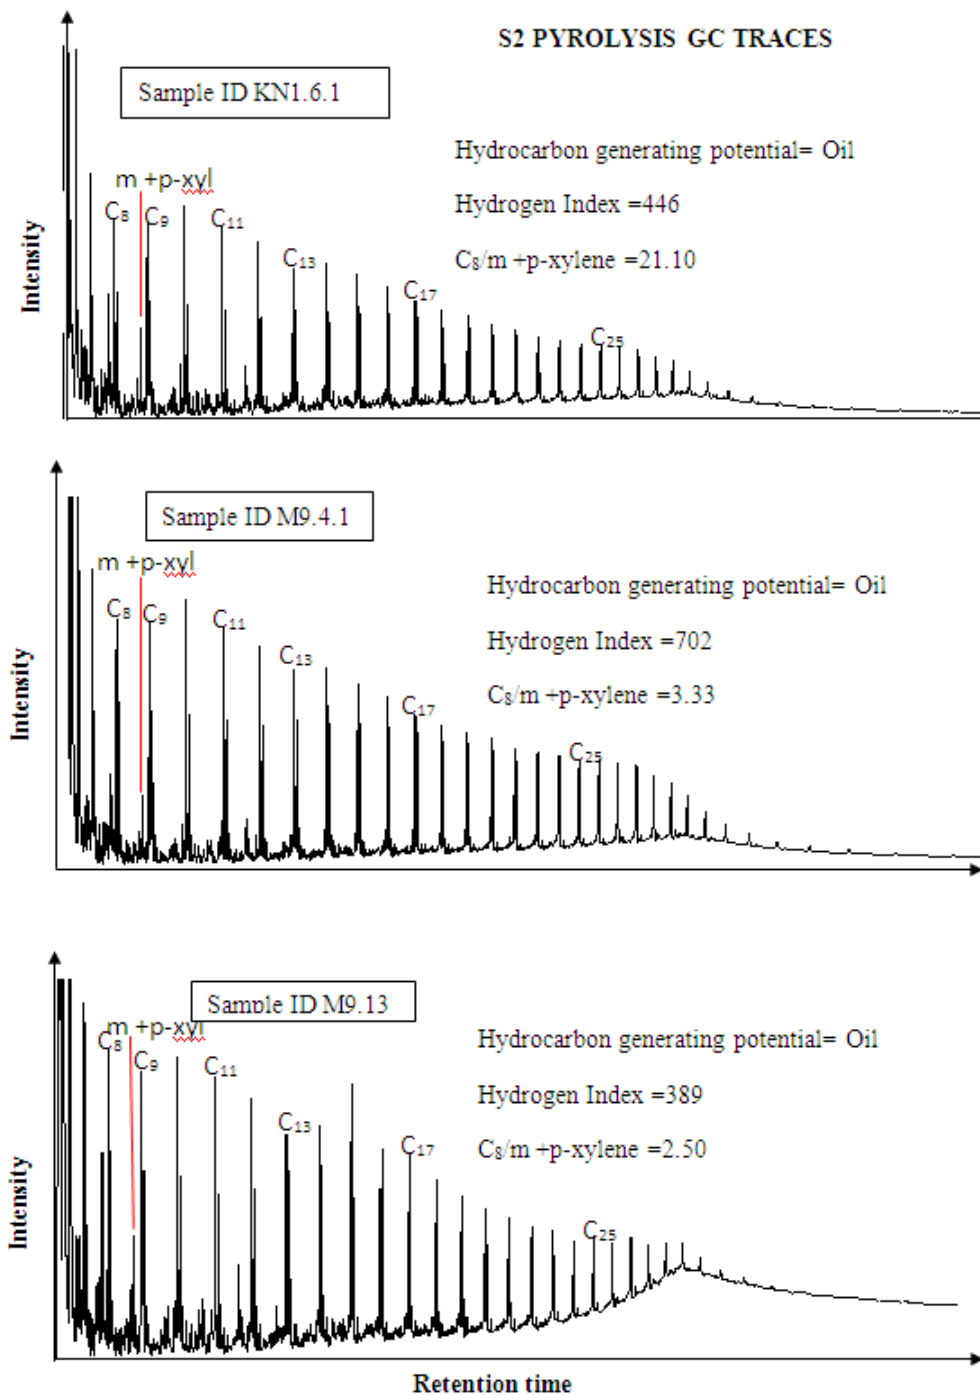 S2 PYROLYSIS GC TRACES
Sample ID KN1.6.1
Hydrocarbon generating potential= Oil
Hydrogen Index =446
C₈/m +p-xylene =21.10
m +p-xyl
C₈
C₉
C₁₁
C₁₃
C₁₇
C₂₅
Intensity
Sample ID M9.4.1
Hydrocarbon generating potential= Oil
Hydrogen Index =702
C₈/m +p-xylene =3.33
m +p-xyl
C₈
C₉
C₁₁
C₁₃
C₁₇
C₂₅
Intensity
Sample ID M9.13
Hydrocarbon generating potential= Oil
Hydrogen Index =389
C₈/m +p-xylene =2.50
m +p-xyl
C₈
C₉
C₁₁
C₁₃
C₁₇
C₂₅
Intensity
Retention time